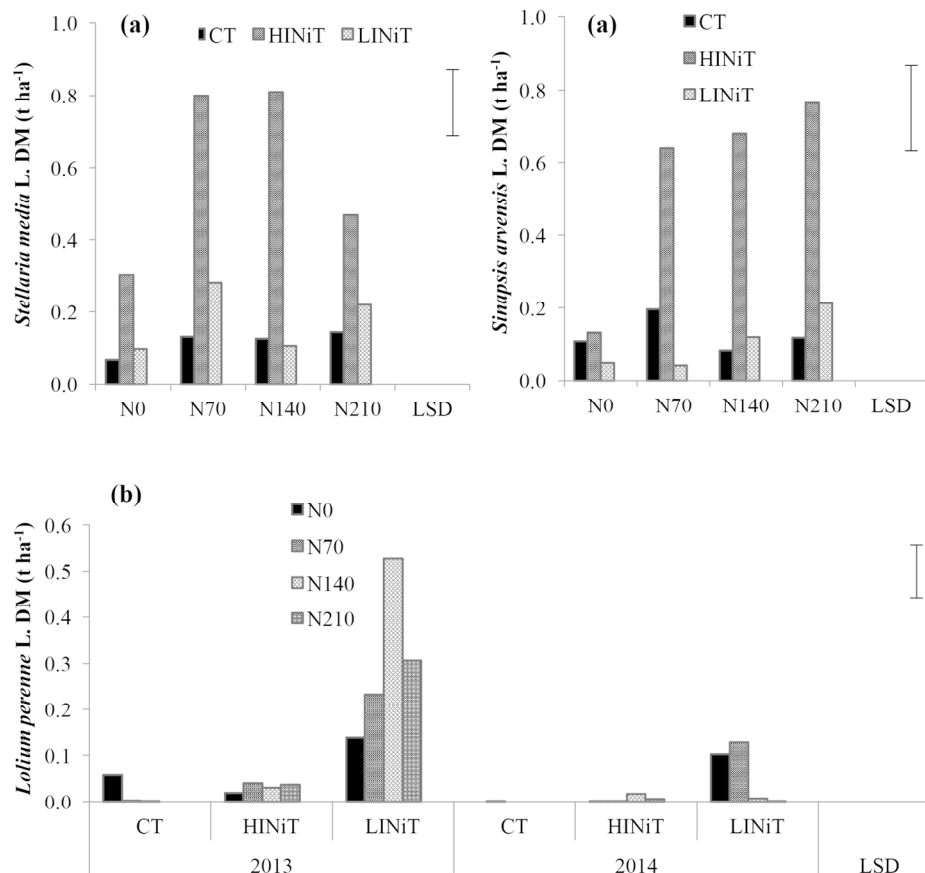 (a)
CT HINiT LINiT
Stellaria media L. DM (t ha⁻¹)
1.0
0.8
0.6
0.4
0.2
0.0
N0 N70 N140 N210 LSD
(a)
CT
HINiT
LINiT
Sinapsis arvensis L. DM (t ha⁻¹)
1.0
0.8
0.6
0.4
0.2
0.0
N0 N70 N140 N210 LSD
(b)
N0
N70
N140
N210
Lolium perenne L. DM (t ha⁻¹)
0.6
0.5
0.4
0.3
0.2
0.1
0.0
CT HINiT LINiT CT HINiT LINiT
2013 2014 LSD